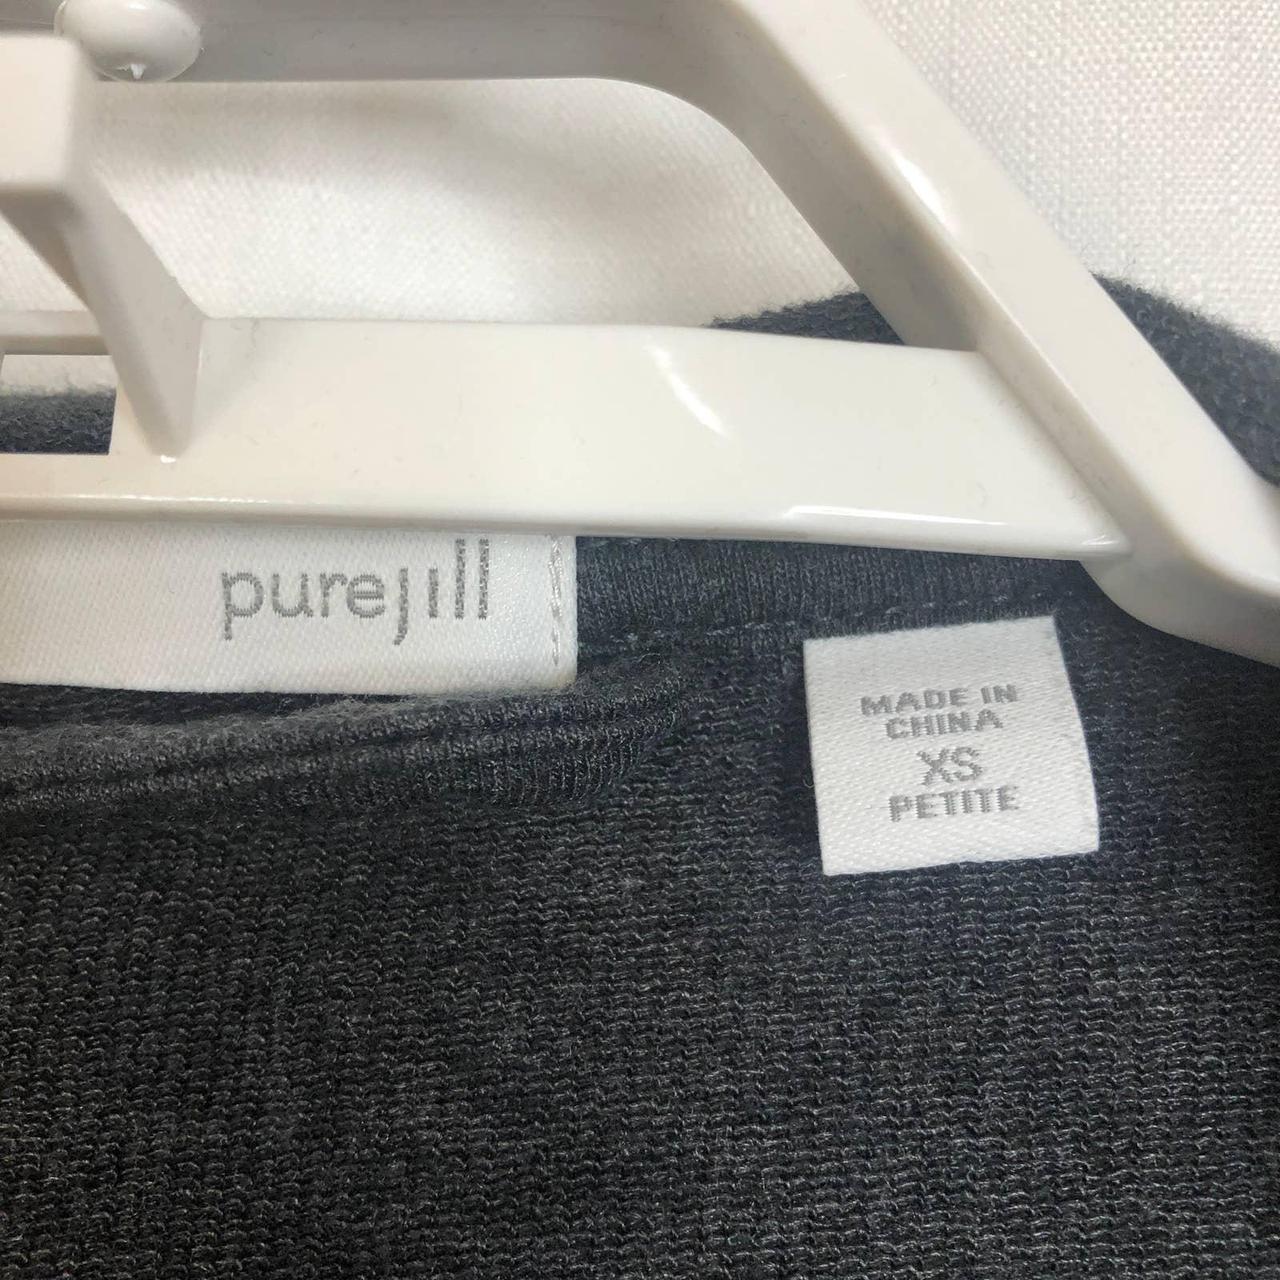 purejill
MADE IN
CHINA
XS
PETITE